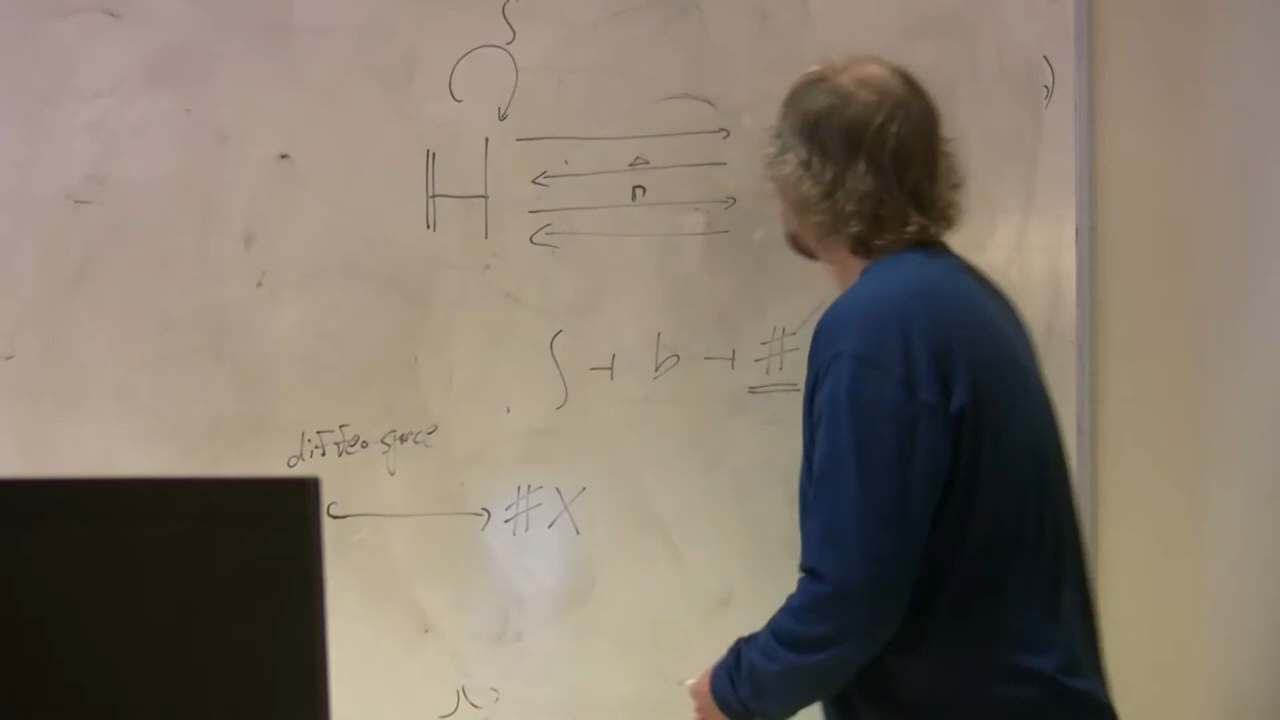 ∫
H
Δ
Γ
∫ ⊣ ♭ ⊣ #
diffeo. space
↪ #X